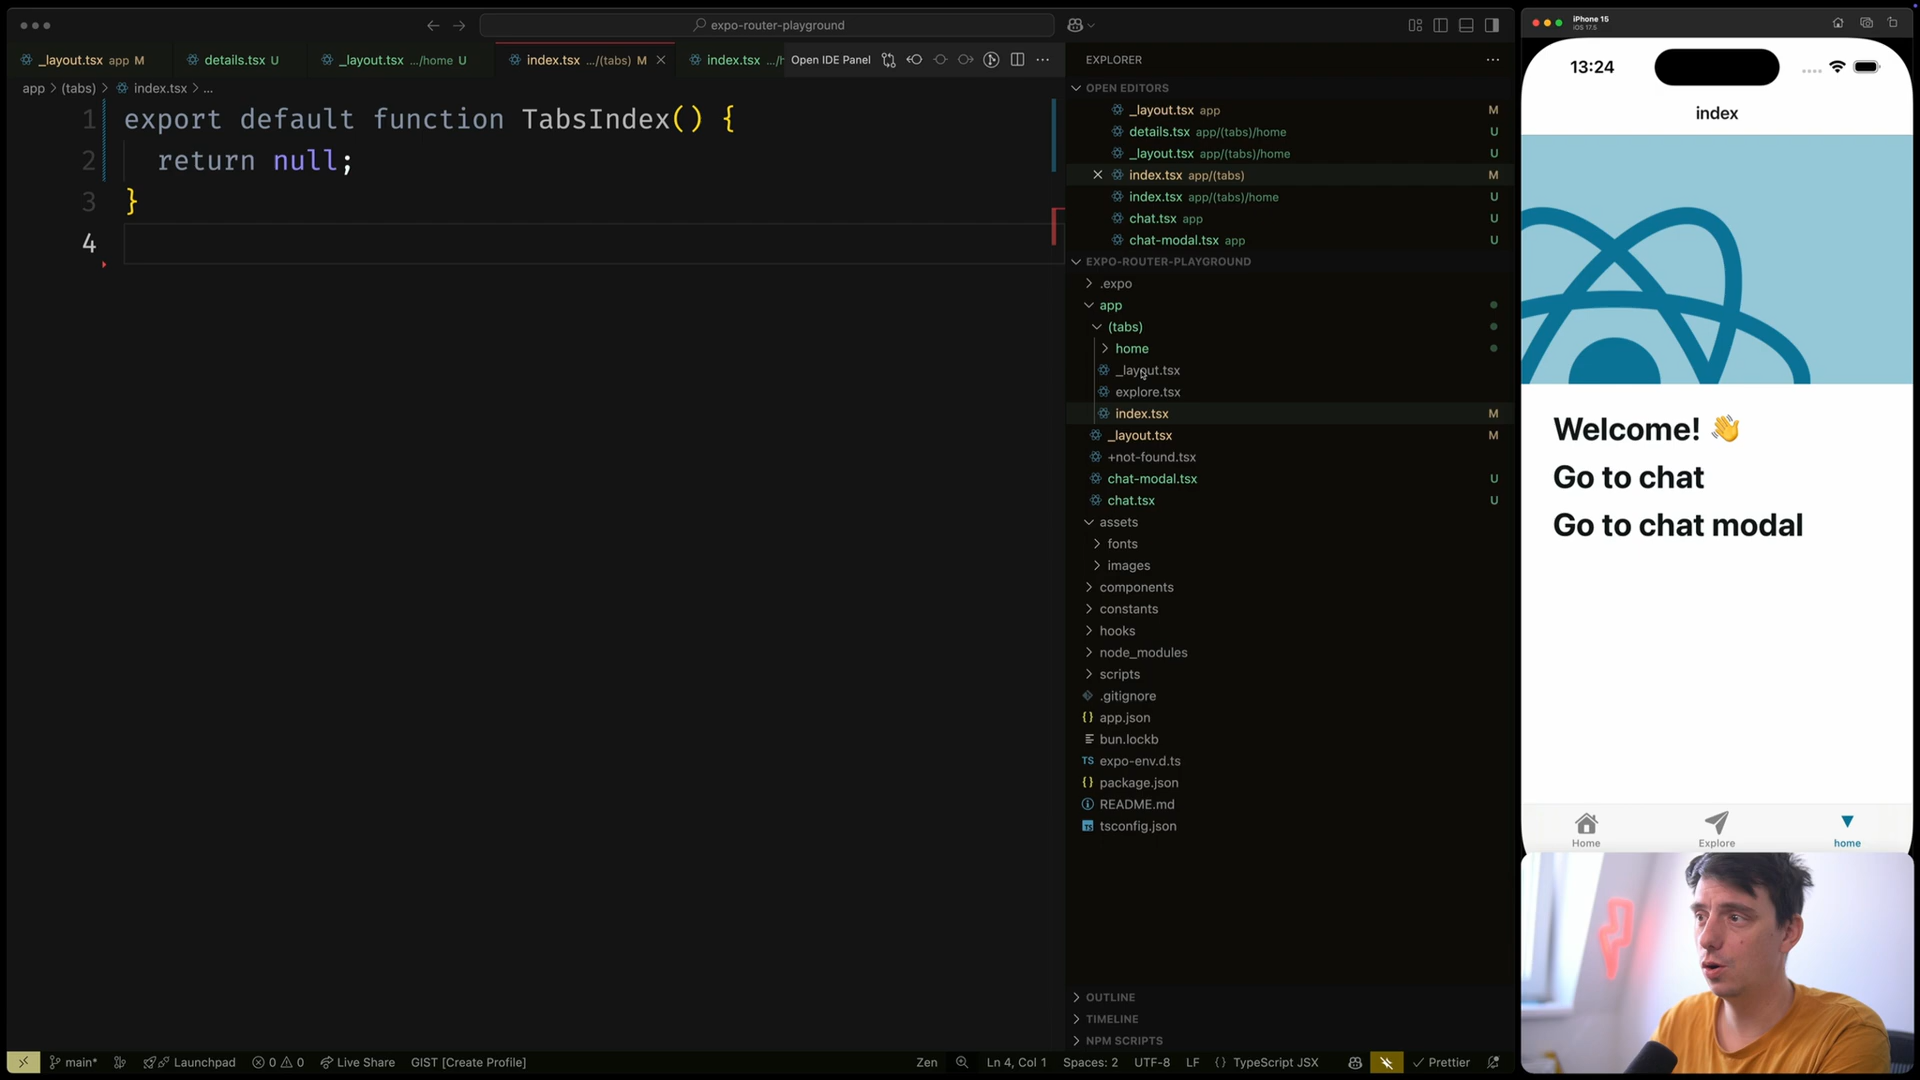 expo-router-playground
_layout.tsx app M
details.tsx U
_layout.tsx .../home U
index.tsx .../(tabs) M
index.tsx .../h
Open IDE Panel
app > (tabs) > index.tsx > ...
1 export default function TabsIndex() {
2 return null;
3 }
4
EXPLORER
OPEN EDITORS
_layout.tsx app M
details.tsx app/(tabs)/home U
_layout.tsx app/(tabs)/home U
index.tsx app/(tabs) M
index.tsx app/(tabs)/home U
chat.tsx app U
chat-modal.tsx app U
EXPO-ROUTER-PLAYGROUND
.expo
app
(tabs)
home
_layout.tsx
explore.tsx
index.tsx M
_layout.tsx M
+not-found.tsx
chat-modal.tsx U
chat.tsx U
assets
fonts
images
components
constants
hooks
node_modules
scripts
.gitignore
{} app.json
bun.lockb
TS expo-env.d.ts
{} package.json
README.md
TS tsconfig.json
OUTLINE
TIMELINE
NPM SCRIPTS
main*
Launchpad
0 0
Live Share
GIST [Create Profile]
Zen
Ln 4, Col 1
Spaces: 2
UTF-8
LF
{} TypeScript JSX
Prettier
iPhone 15
iOS 17.5
13:24
index
Welcome! 👋
Go to chat
Go to chat modal
Home
Explore
home